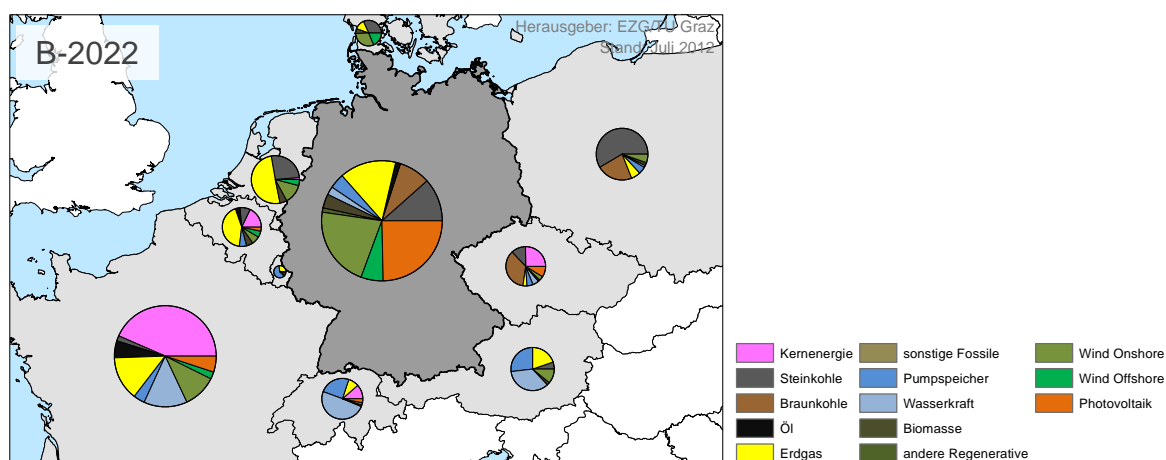 B-2022
Herausgeber: EZG/TU Graz
Stand: Juli 2012
Kernenergie
Steinkohle
Braunkohle
Öl
Erdgas
sonstige Fossile
Pumpspeicher
Wasserkraft
Biomasse
andere Regenerative
Wind Onshore
Wind Offshore
Photovoltaik